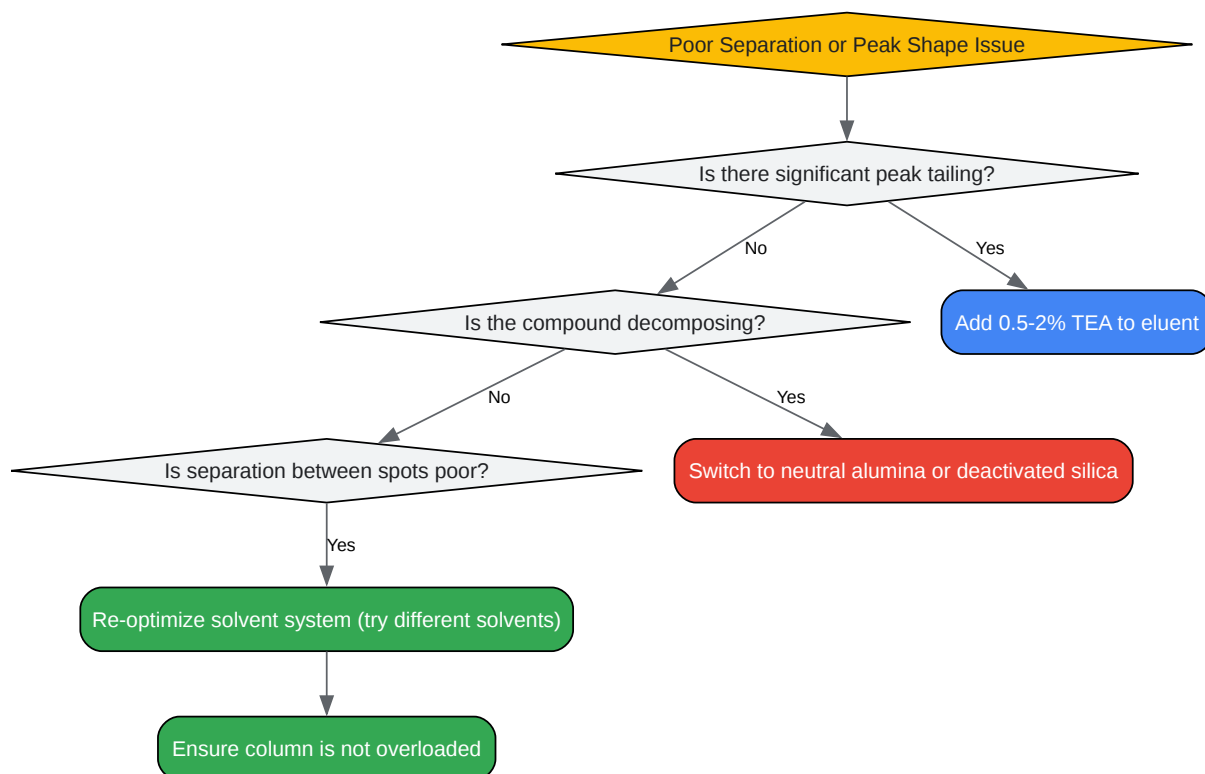 Poor Separation or Peak Shape Issue
Is there significant peak tailing?
No
Yes
Is the compound decomposing?
Add 0.5-2% TEA to eluent
No
Yes
Is separation between spots poor?
Switch to neutral alumina or deactivated silica
Yes
Re-optimize solvent system (try different solvents)
Ensure column is not overloaded